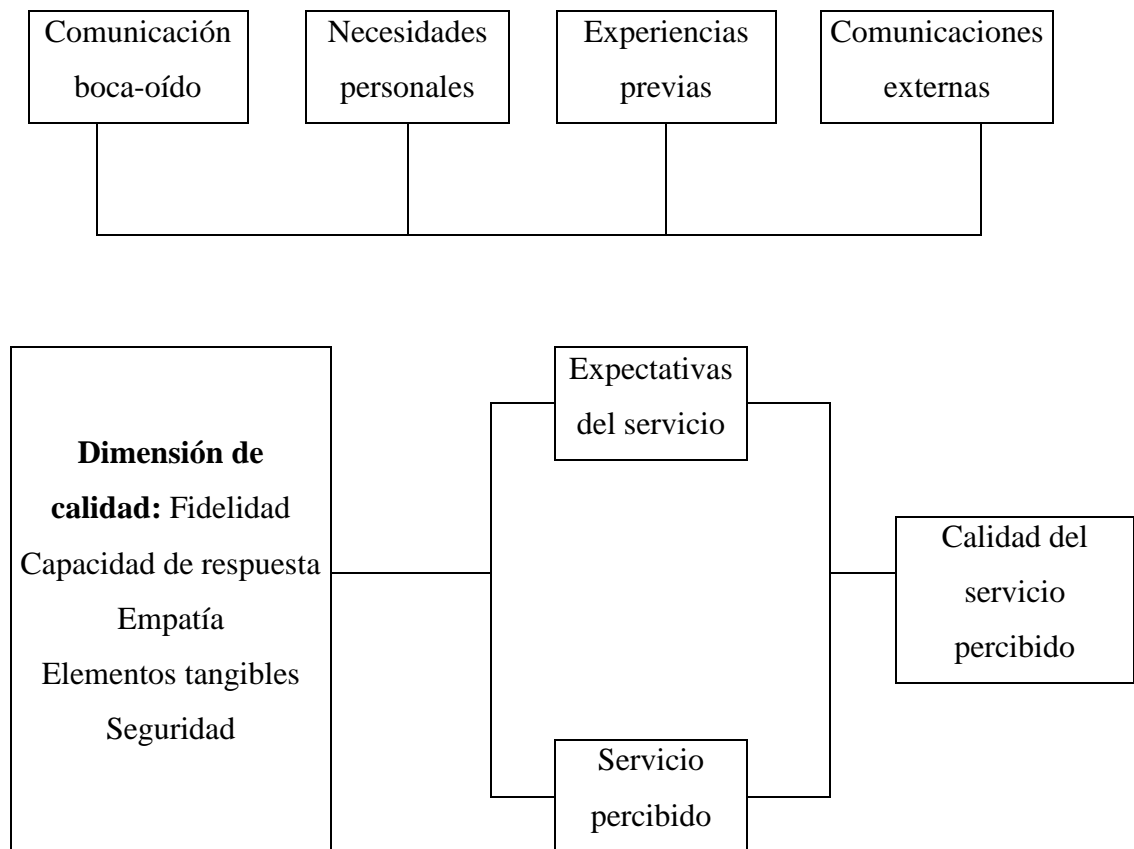 Comunicación
boca-oído
Necesidades
personales
Experiencias
previas
Comunicaciones
externas
Dimensión de
calidad: Fidelidad
Capacidad de respuesta
Empatía
Elementos tangibles
Seguridad
Expectativas
del servicio
Servicio
percibido
Calidad del
servicio
percibido